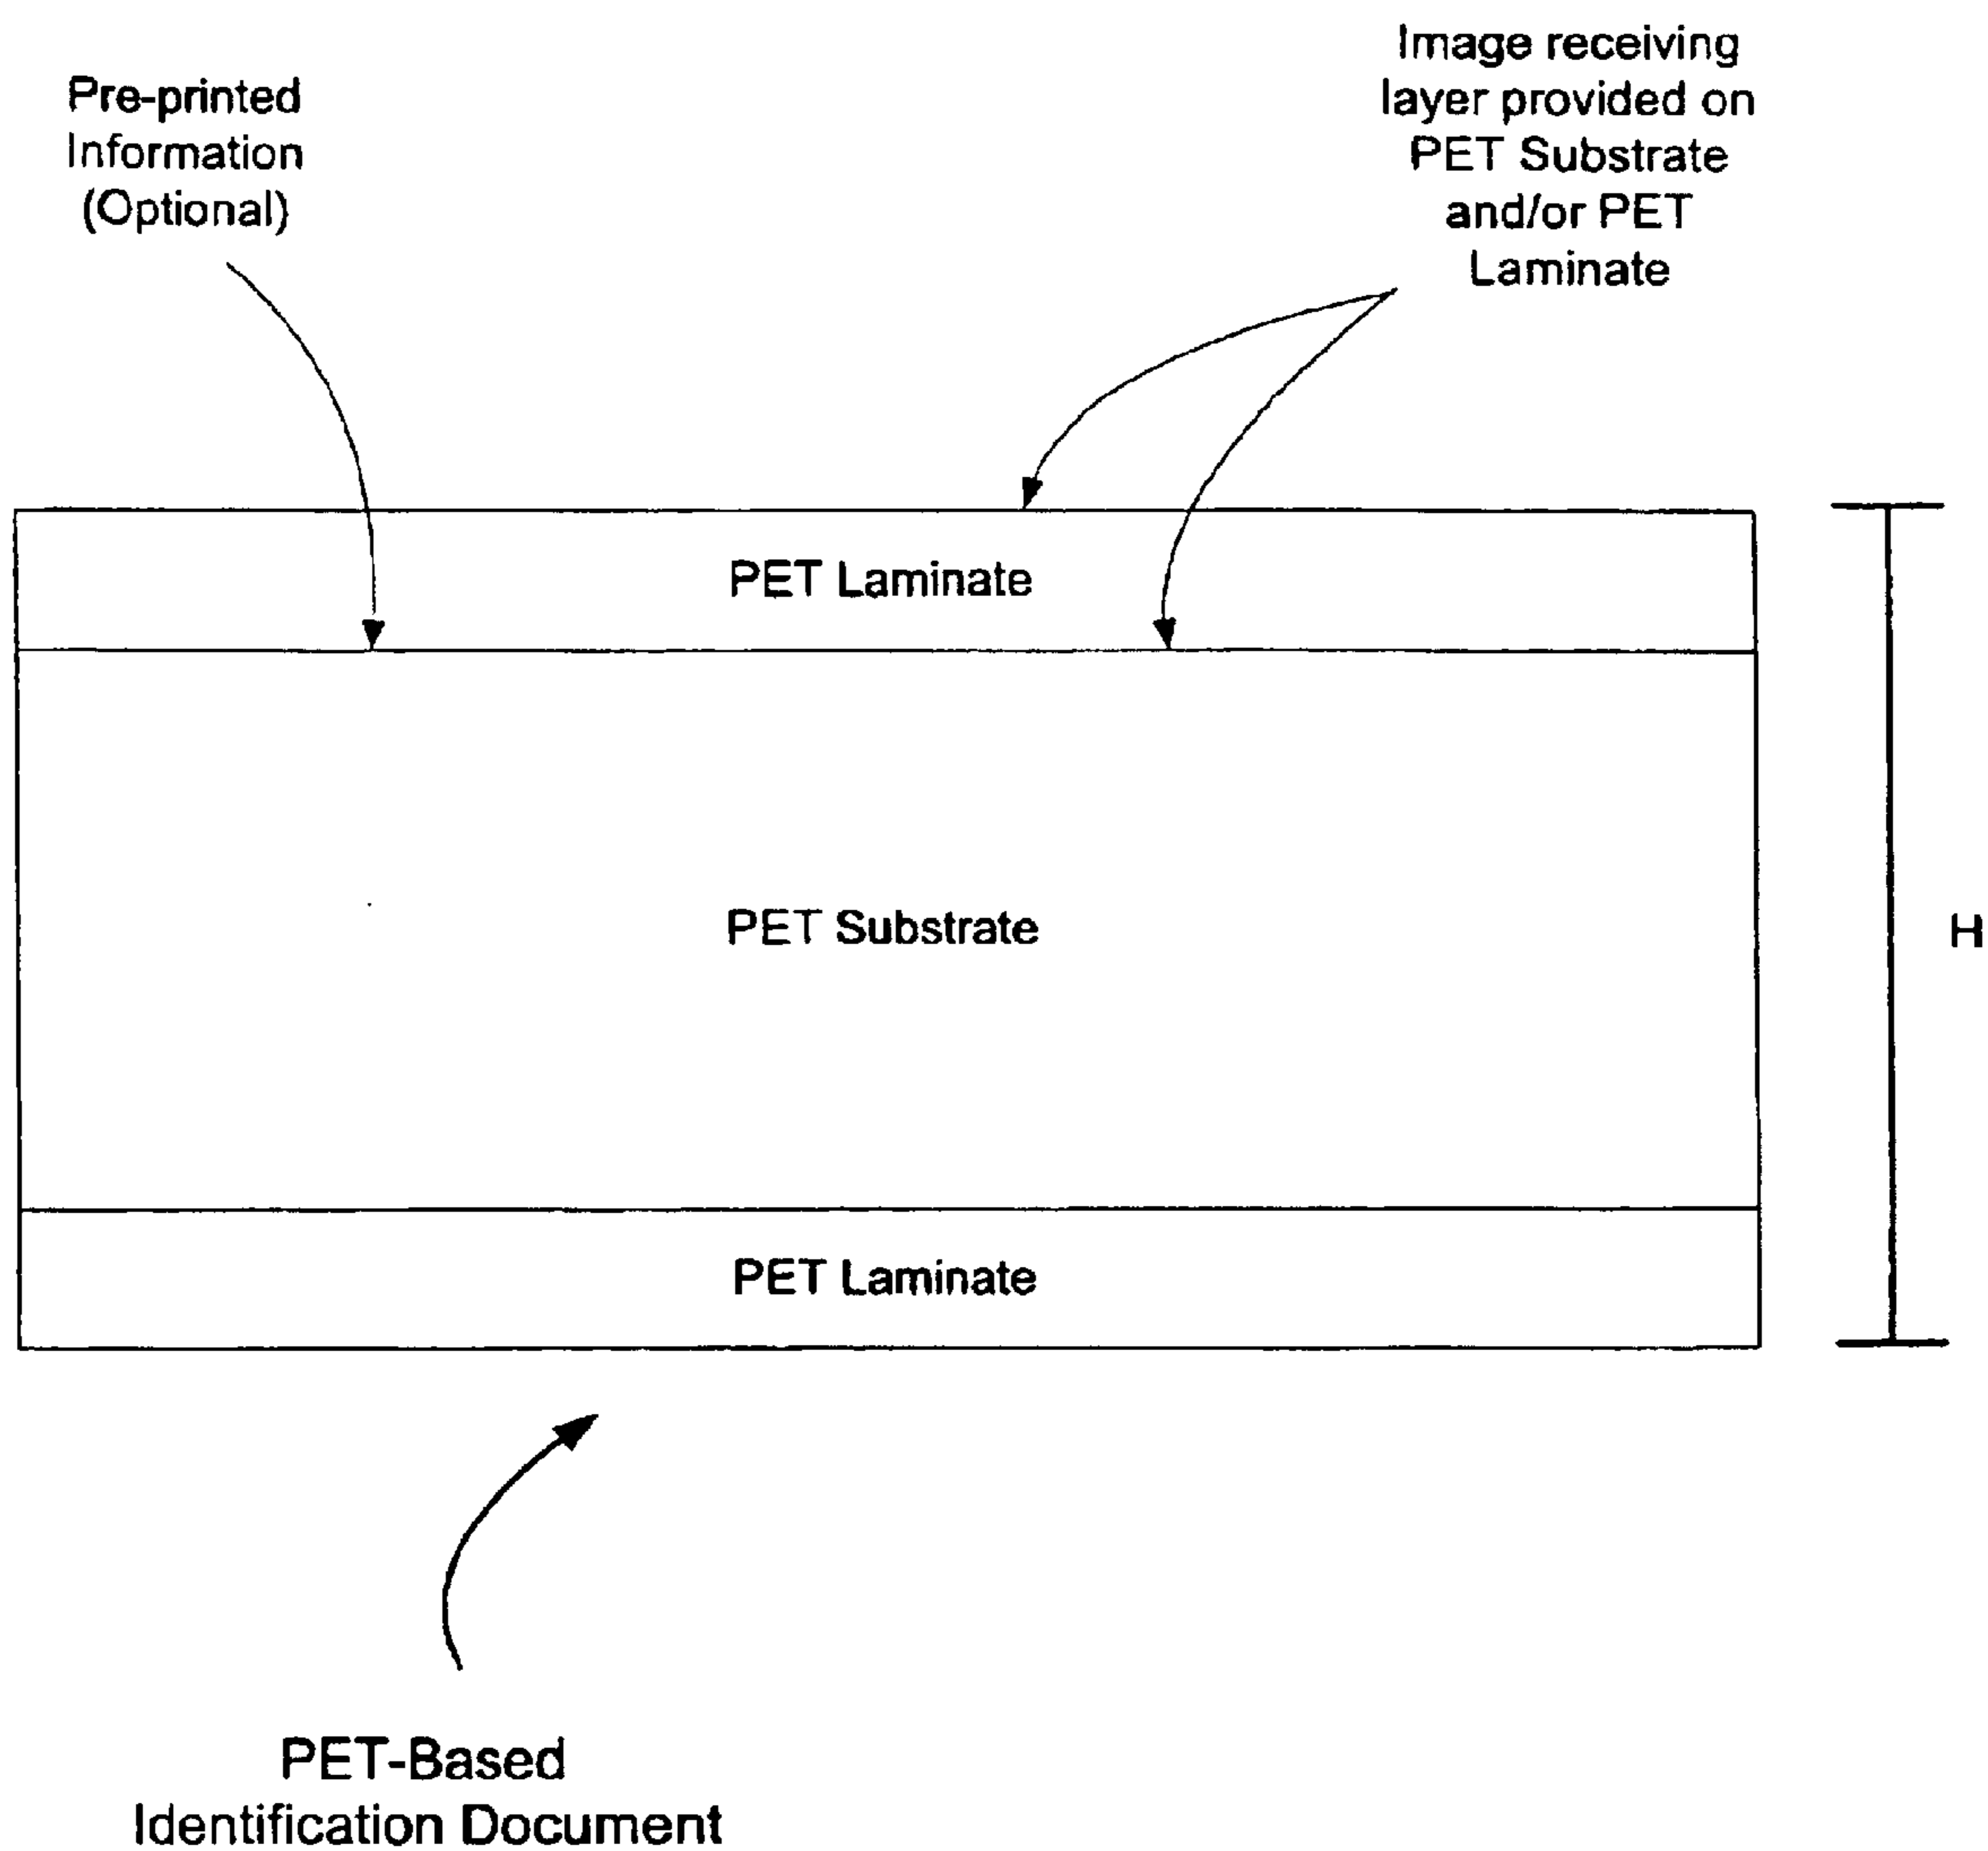 Pre-printed
Information
(Optional)
Image receiving
layer provided on
PET Substrate
and/or PET
Laminate
PET Laminate
PET Substrate
H
PET Laminate
PET-Based
Identification Document